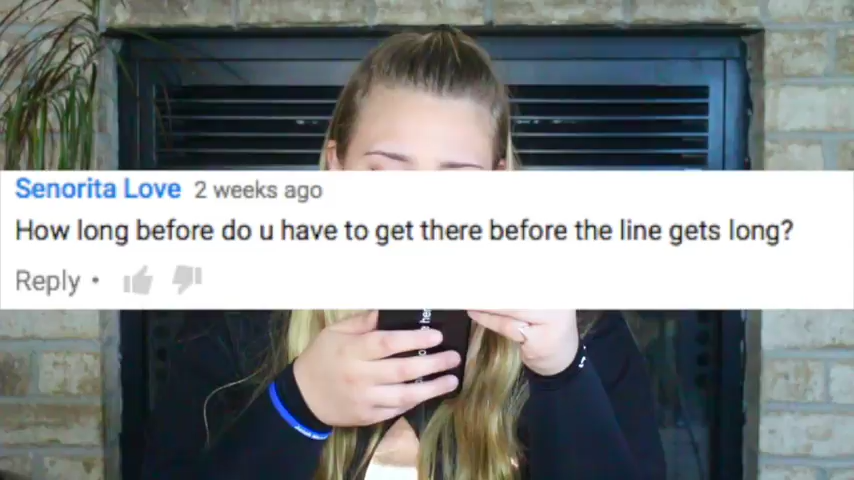 Senorita Love 2 weeks ago
How long before do u have to get there before the line gets long?
Reply •